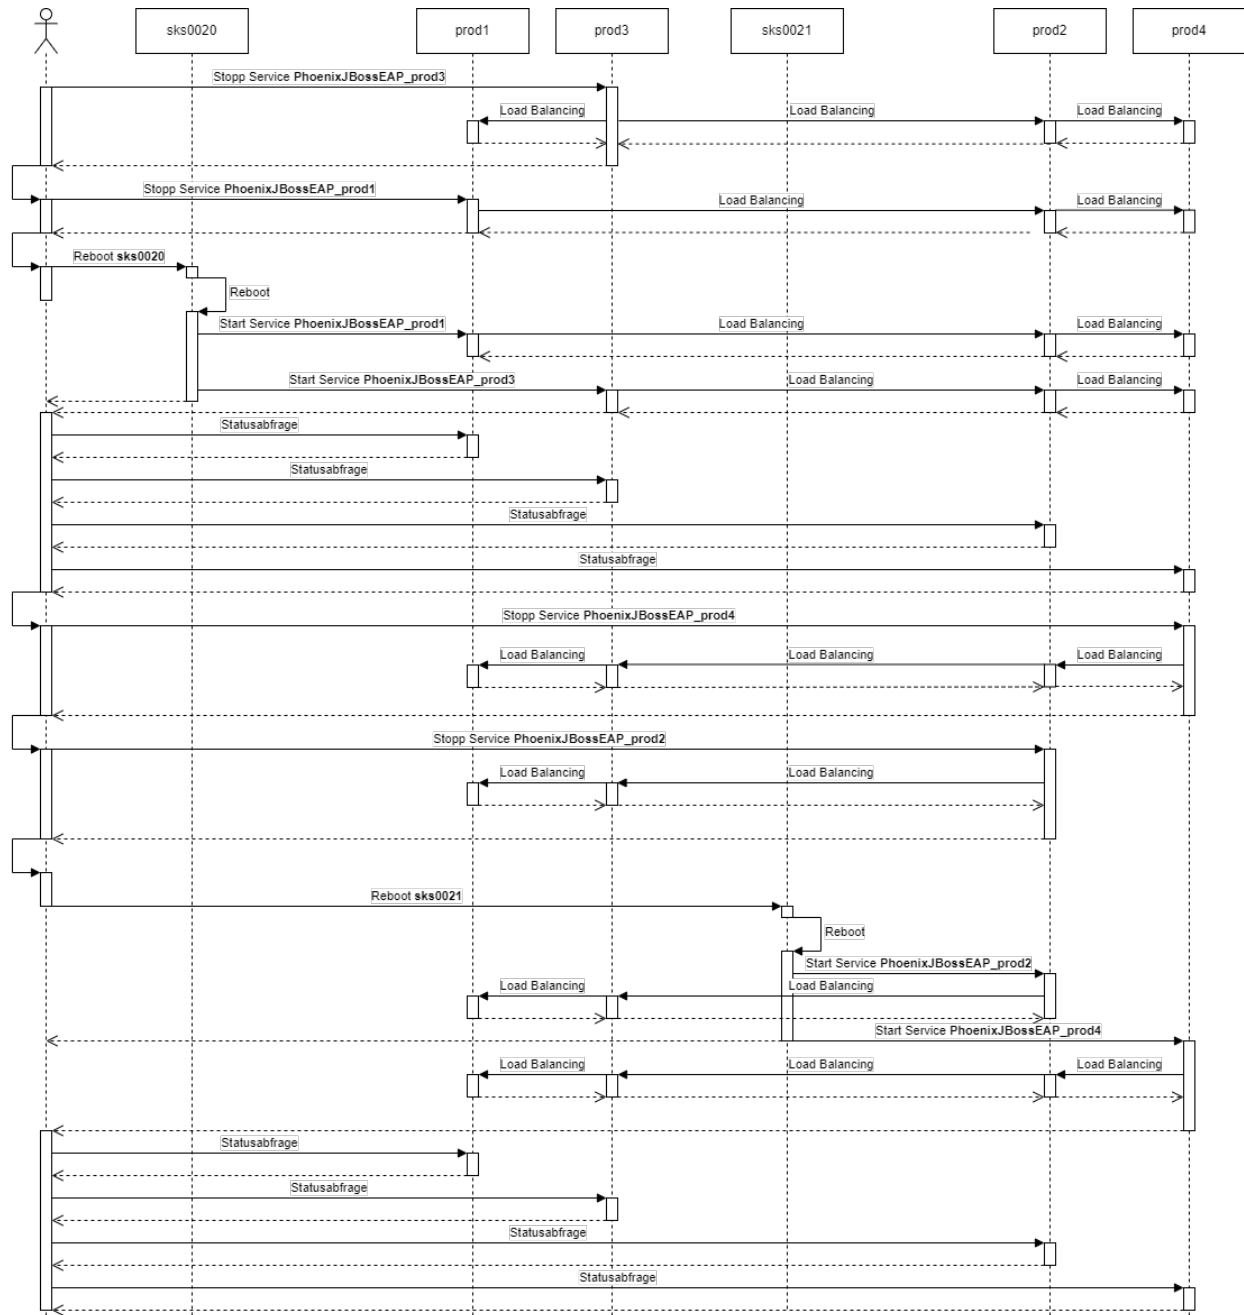 sks0020
prod1
prod3
sks0021
prod2
prod4
Stopp Service PhoenixJBossEAP_prod3
Load Balancing
Load Balancing
Load Balancing
Stopp Service PhoenixJBossEAP_prod1
Load Balancing
Load Balancing
Reboot sks0020
Reboot
Start Service PhoenixJBossEAP_prod1
Load Balancing
Load Balancing
Start Service PhoenixJBossEAP_prod3
Load Balancing
Load Balancing
Statusabfrage
Statusabfrage
Statusabfrage
Statusabfrage
Stopp Service PhoenixJBossEAP_prod4
Load Balancing
Load Balancing
Load Balancing
Stopp Service PhoenixJBossEAP_prod2
Load Balancing
Load Balancing
Reboot sks0021
Reboot
Start Service PhoenixJBossEAP_prod2
Load Balancing
Load Balancing
Start Service PhoenixJBossEAP_prod4
Load Balancing
Load Balancing
Load Balancing
Statusabfrage
Statusabfrage
Statusabfrage
Statusabfrage